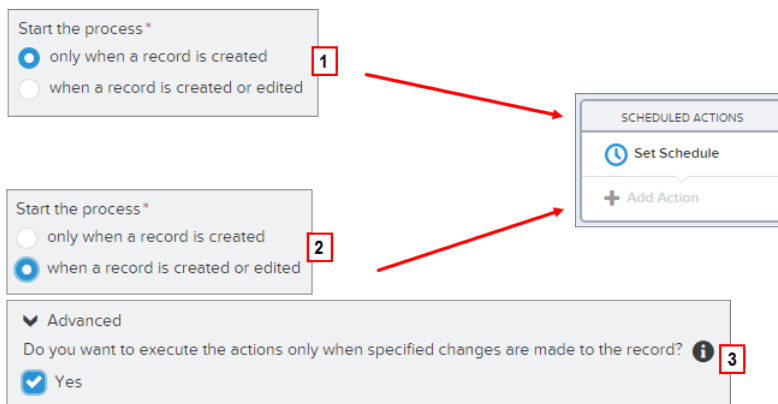 Start the process*
only when a record is created
1
when a record is created or edited
SCHEDULED ACTIONS
Set Schedule
Add Action
Start the process*
only when a record is created
2
when a record is created or edited
Advanced
Do you want to execute the actions only when specified changes are made to the record?
3
Yes